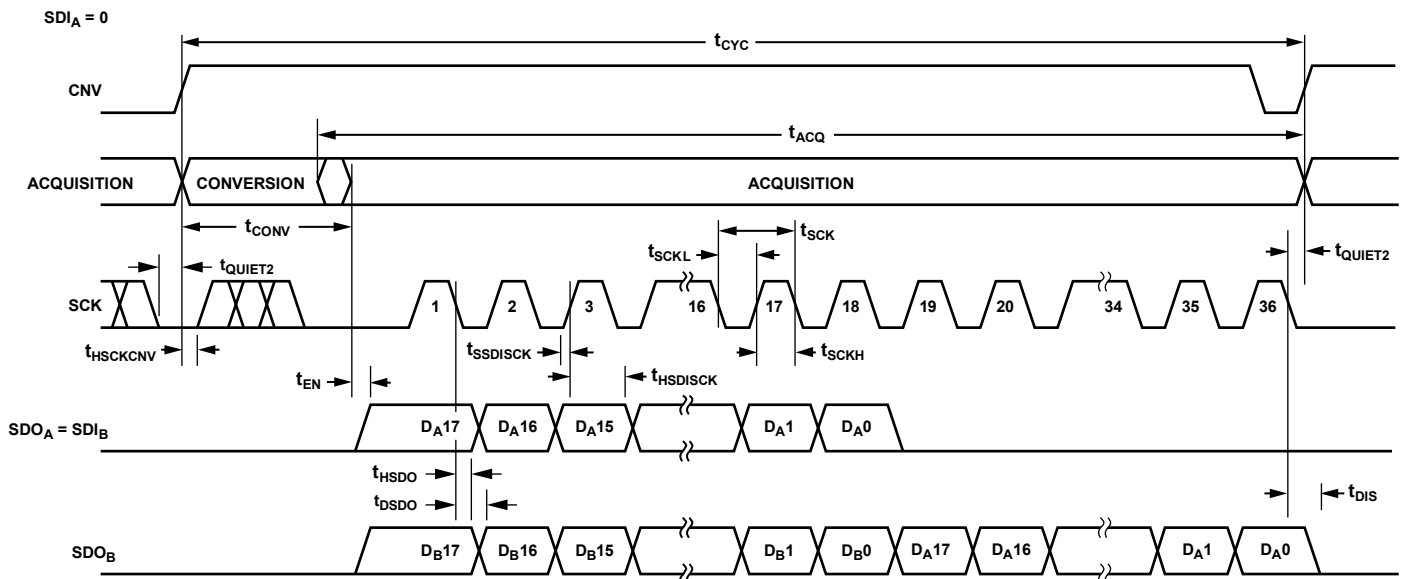 SDIA = 0
tCYC
CNV
tACQ
ACQUISITION CONVERSION ACQUISITION
tCONV
tSCK
tSCKL
tQUIET2 tQUIET2
SCK 1 2 3 16 17 18 19 20 34 35 36
tHSCKCNV tSSDISCK tSCKH
tEN tHSDISCK
SDOA = SDIB DA17 DA16 DA15 DA1 DA0
tHSDO
tDSDO tDIS
SDOB DB17 DB16 DB15 DB1 DB0 DA17 DA16 DA1 DA0